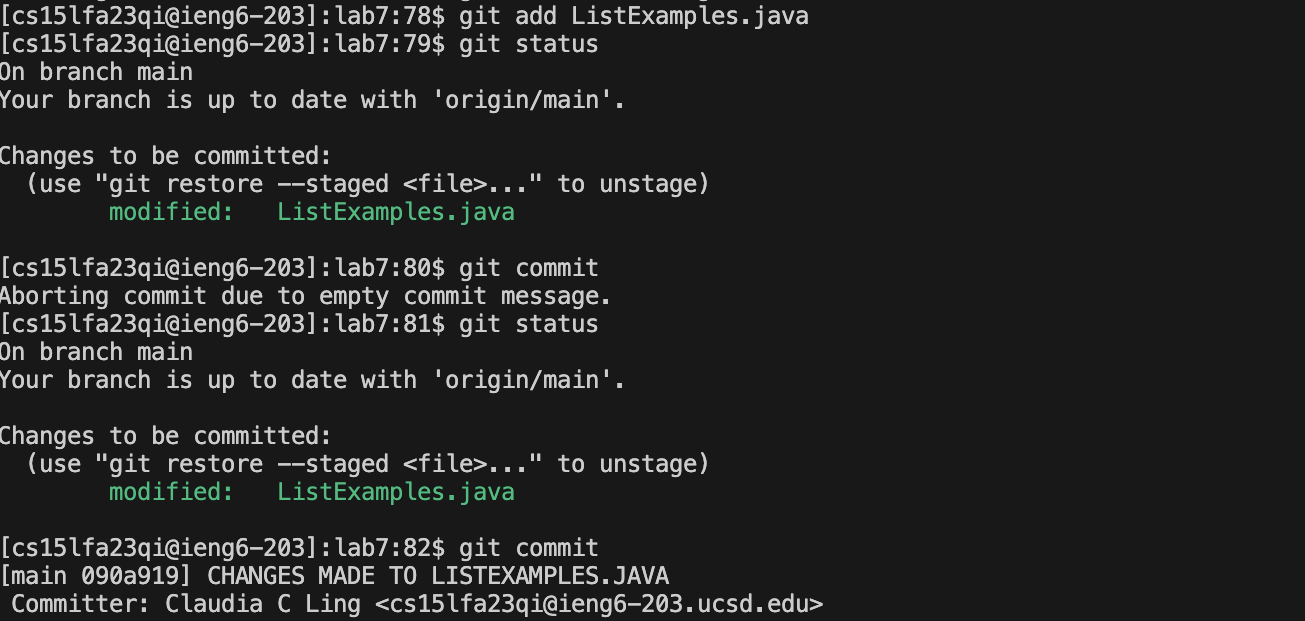 [cs15lfa23qi@ieng6-203]:lab7:78$ git add ListExamples.java
[cs15lfa23qi@ieng6-203]:lab7:79$ git status
On branch main
Your branch is up to date with 'origin/main'.
Changes to be committed:
  (use "git restore --staged <file>..." to unstage)
        modified:   ListExamples.java
[cs15lfa23qi@ieng6-203]:lab7:80$ git commit
Aborting commit due to empty commit message.
[cs15lfa23qi@ieng6-203]:lab7:81$ git status
On branch main
Your branch is up to date with 'origin/main'.
Changes to be committed:
  (use "git restore --staged <file>..." to unstage)
        modified:   ListExamples.java
[cs15lfa23qi@ieng6-203]:lab7:82$ git commit
[main 090a919] CHANGES MADE TO LISTEXAMPLES.JAVA
 Committer: Claudia C Ling <cs15lfa23qi@ieng6-203.ucsd.edu>